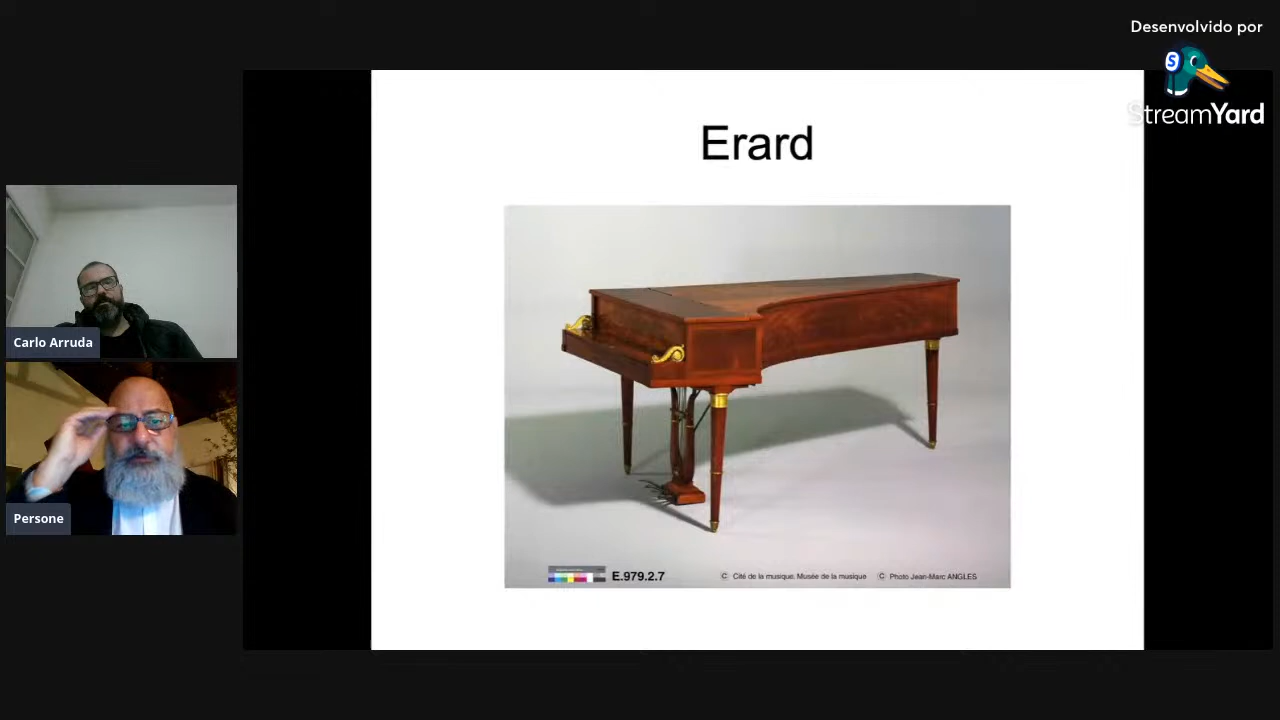 Desenvolvido por
StreamYard
Erard
Carlo Arruda
Persone
E.979.2.7
© Cité de la musique. Musée de la musique © Photo Jean-Marc ANGLES